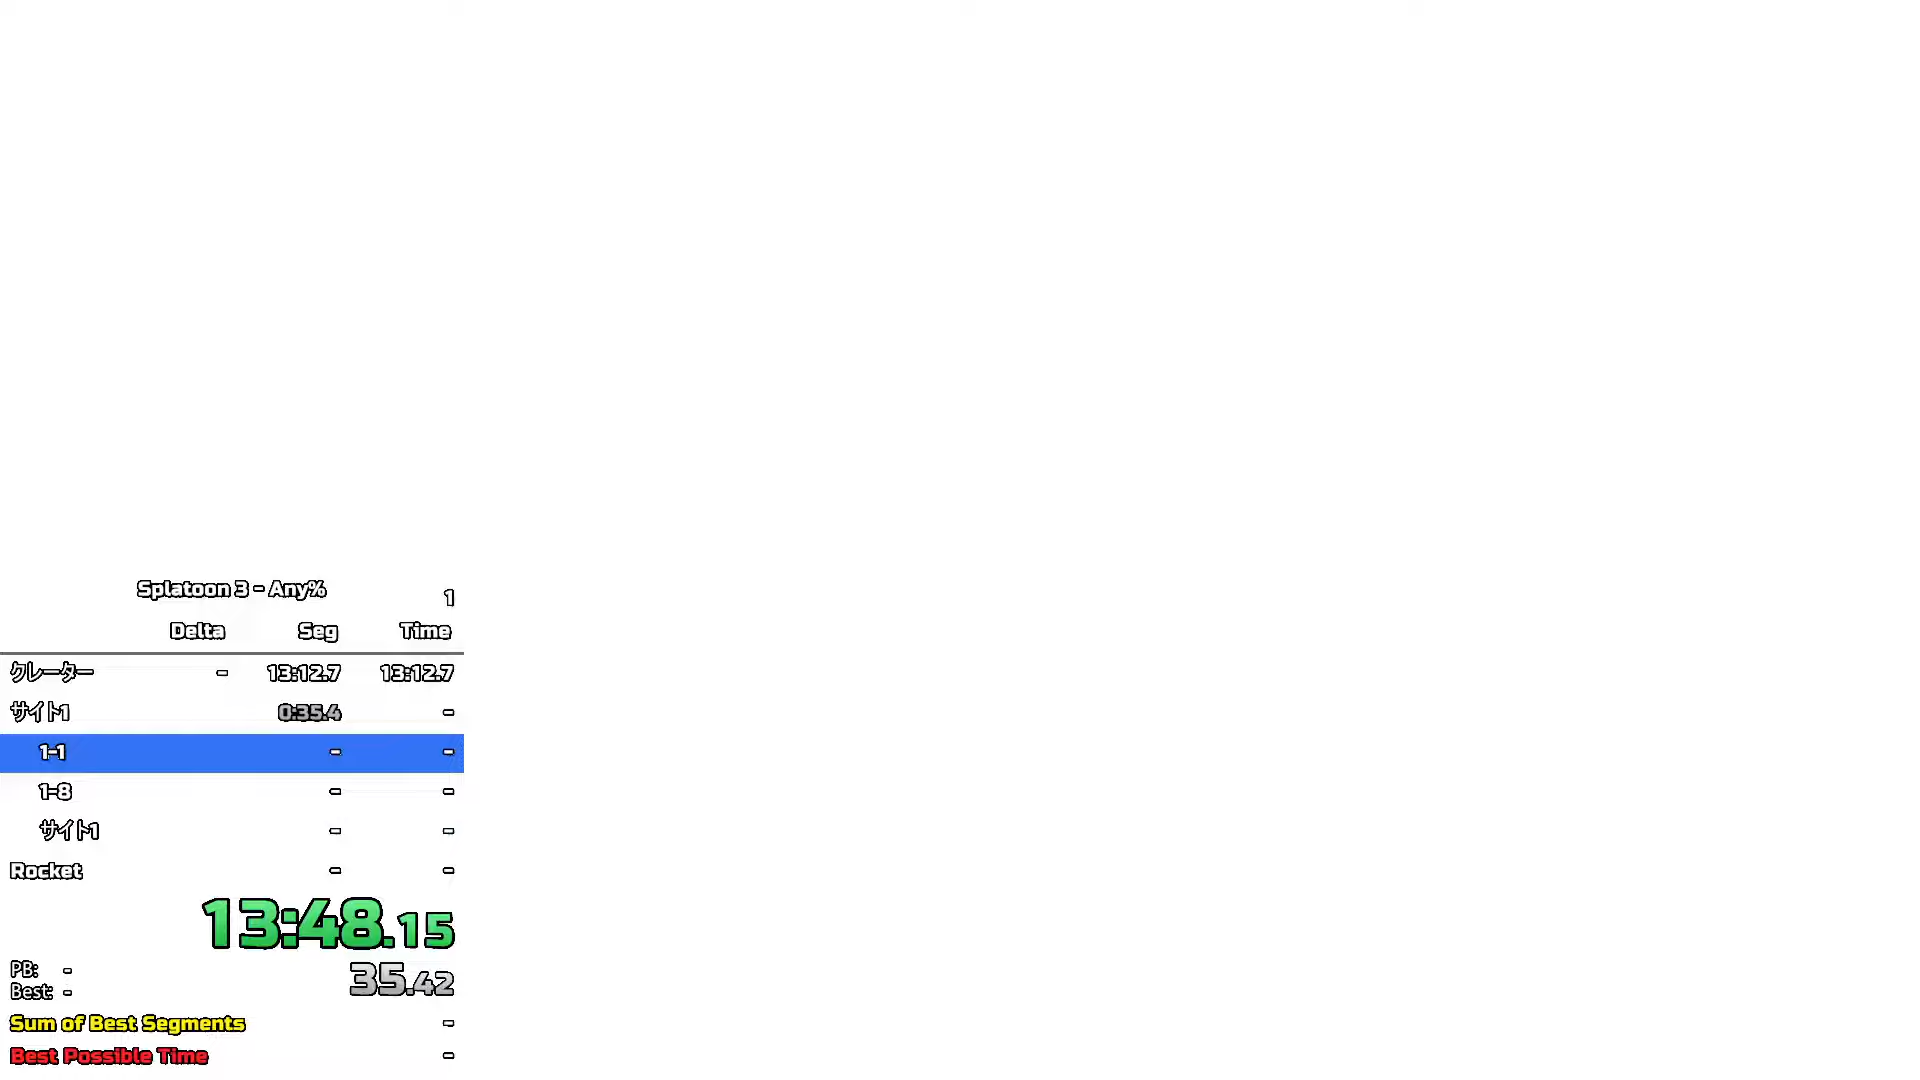 Splatoon 3 - Any%
1
Delta Seg Time
クレーター - 13:12.7 13:12.7
サイト1 0:35.4 -
1-1 - -
1-8 - -
サイト1 - -
Rocket - -
13:48.15
PB: -
35.42
Best: -
Sum of Best Segments -
Best Possible Time -